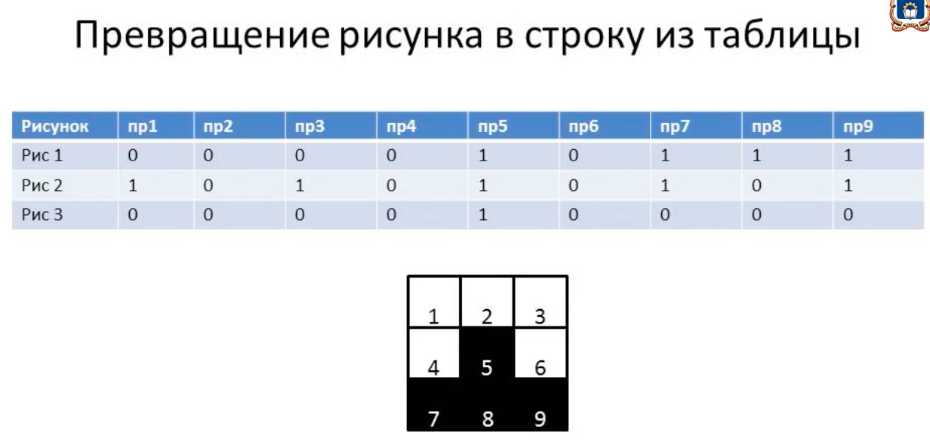 Превращение рисунка в строку из таблицы
Рисунок пр1 пр2 пр3 пр4 пр5 пр6 пр7 пр8 пр9
Рис 1 0 0 0 0 1 0 1 1 1
Рис 2 1 0 1 0 1 0 1 0 1
Рис 3 0 0 0 0 1 0 0 0 0
1 2 3
4 5 6
7 8 9